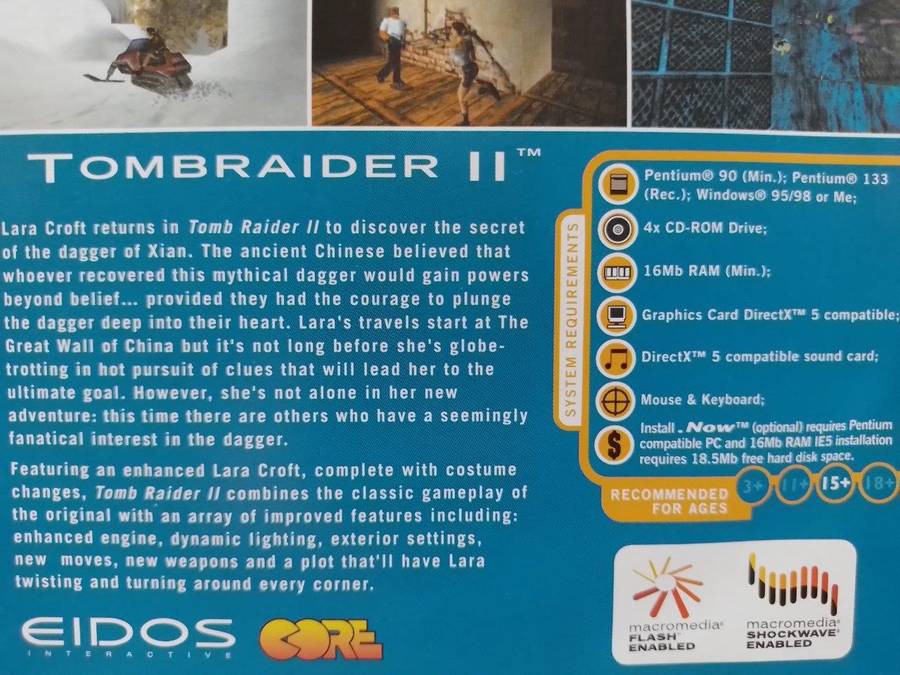 TOMBRAIDER II™
Lara Croft returns in Tomb Raider II to discover the secret
of the dagger of Xian. The ancient Chinese believed that
whoever recovered this mythical dagger would gain powers
beyond belief... provided they had the courage to plunge
the dagger deep into their heart. Lara's travels start at The
Great Wall of China but it's not long before she's globe-
trotting in hot pursuit of clues that will lead her to the
ultimate goal. However, she's not alone in her new
adventure: this time there are others who have a seemingly
fanatical interest in the dagger.
Featuring an enhanced Lara Croft, complete with costume
changes, Tomb Raider II combines the classic gameplay of
the original with an array of improved features including:
enhanced engine, dynamic lighting, exterior settings,
new moves, new weapons and a plot that'll have Lara
twisting and turning around every corner.
EIDOS
INTERACTIVE
CORE
SYSTEM REQUIREMENTS
Pentium® 90 (Min.); Pentium® 133
(Rec.); Windows® 95/98 or Me;
4x CD-ROM Drive;
16Mb RAM (Min.);
Graphics Card DirectX™ 5 compatible;
DirectX™ 5 compatible sound card;
Mouse & Keyboard;
$
Install.Now™ (optional) requires Pentium
compatible PC and 16Mb RAM IE5 installation
requires 18.5Mb free hard disk space.
RECOMMENDED
FOR AGES
3+ 11+ 15+ 18+
macromedia®
FLASH™
ENABLED
macromedia®
SHOCKWAVE®
ENABLED